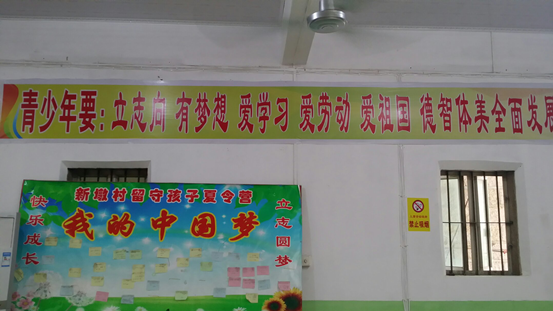 青少年要：立志向 有梦想 爱学习 爱劳动 爱祖国 德智体美全面发展
新墩村留守孩子夏令营
我的中国梦
快乐成长
立志圆梦
禁止吸烟